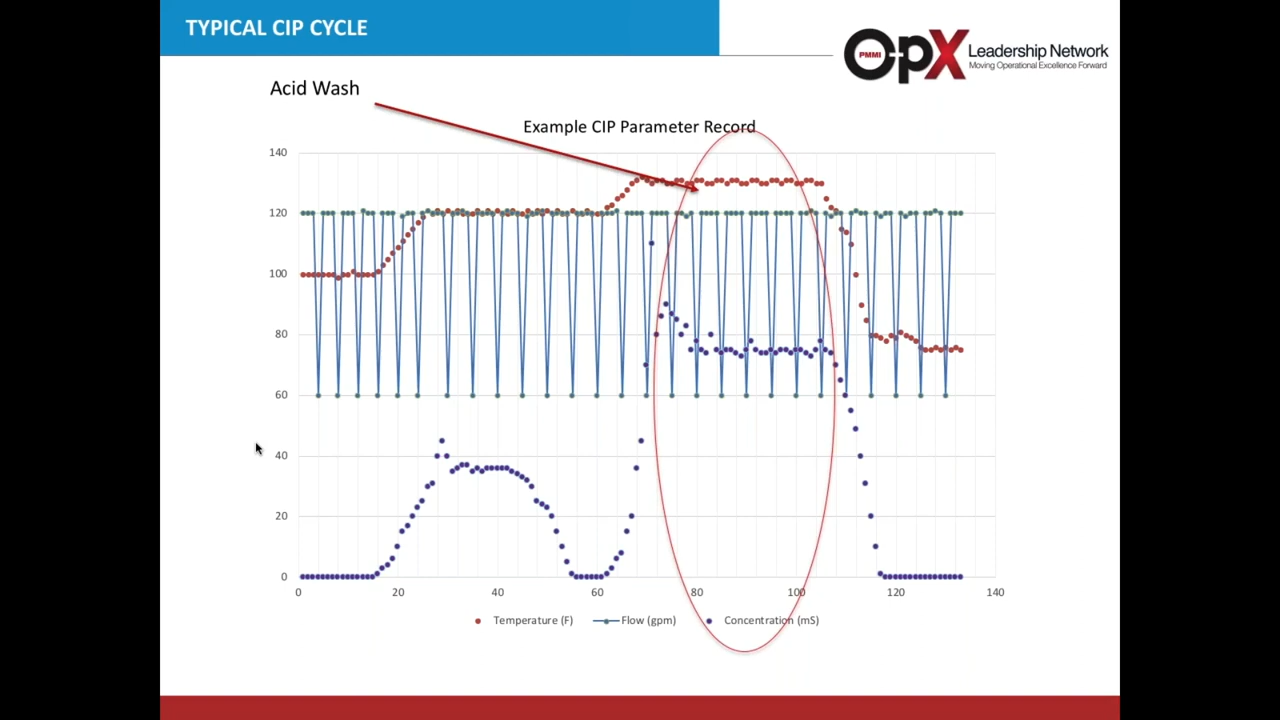 TYPICAL CIP CYCLE
PMMI
OpX
Leadership Network
Moving Operational Excellence Forward
Acid Wash
Example CIP Parameter Record
140
120
100
80
60
40
20
0
0 20 40 60 80 100 120 140
Temperature (F) Flow (gpm) Concentration (mS)